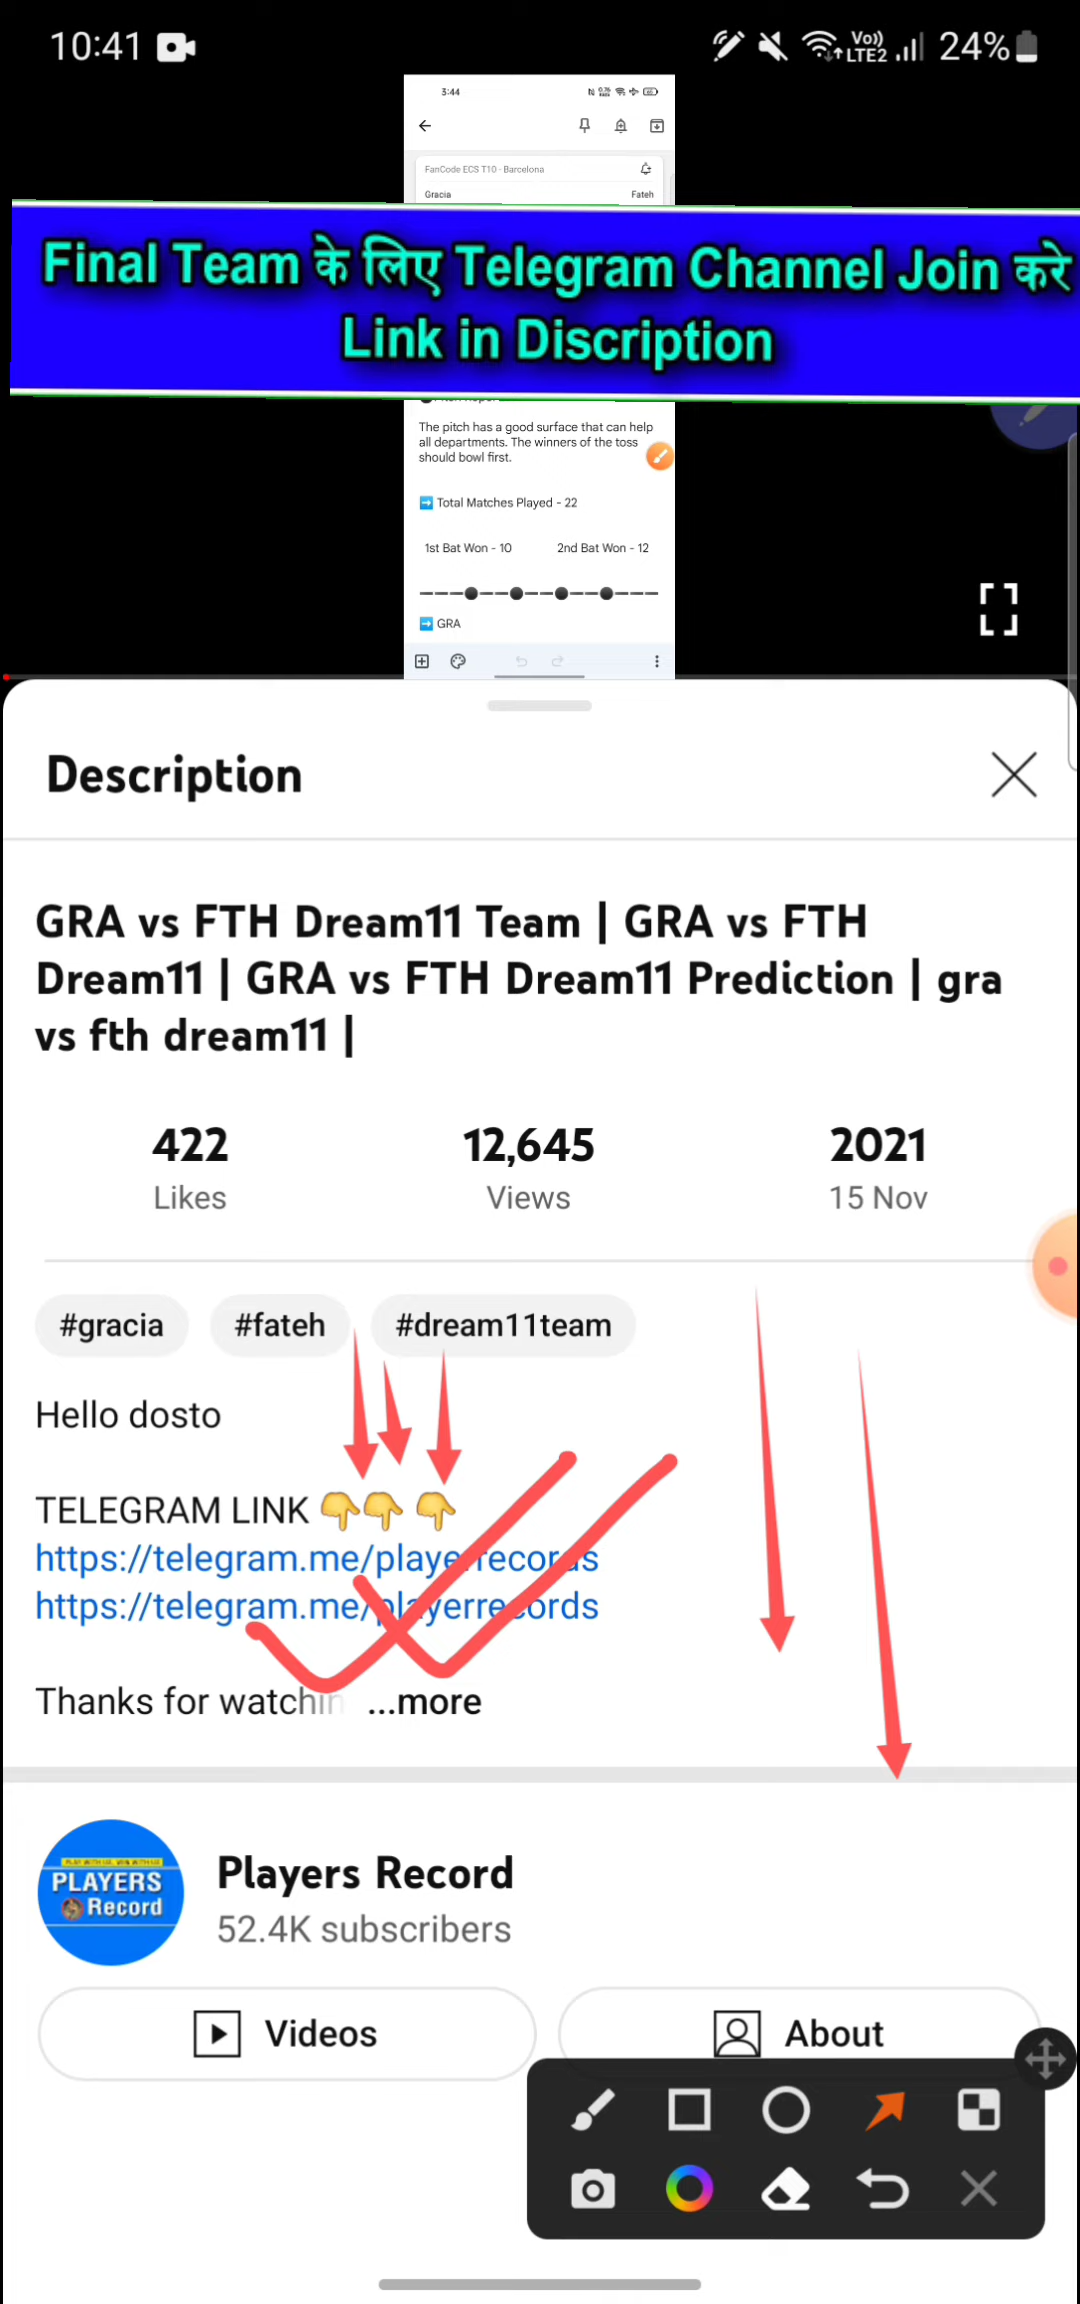 10:41
Vo)) LTE2 24%
3:44
FanCode ECS T10 - Barcelona
Gracia Fateh
Final Team के लिए Telegram Channel Join करे
Link in Discription
The pitch has a good surface that can help
all departments. The winners of the toss
should bowl first.
➡️ Total Matches Played - 22
1st Bat Won - 10 2nd Bat Won - 12
➡️ GRA
Description
GRA vs FTH Dream11 Team | GRA vs FTH
Dream11 | GRA vs FTH Dream11 Prediction | gra
vs fth dream11 |
422 12,645 2021
Likes Views 15 Nov
#gracia #fateh #dream11team
Hello dosto
TELEGRAM LINK 👇👇 👇
https://telegram.me/playerrecords
https://telegram.me/playerrecords
Thanks for watchin ...more
PLAYERS
Record
Players Record
52.4K subscribers
Videos About